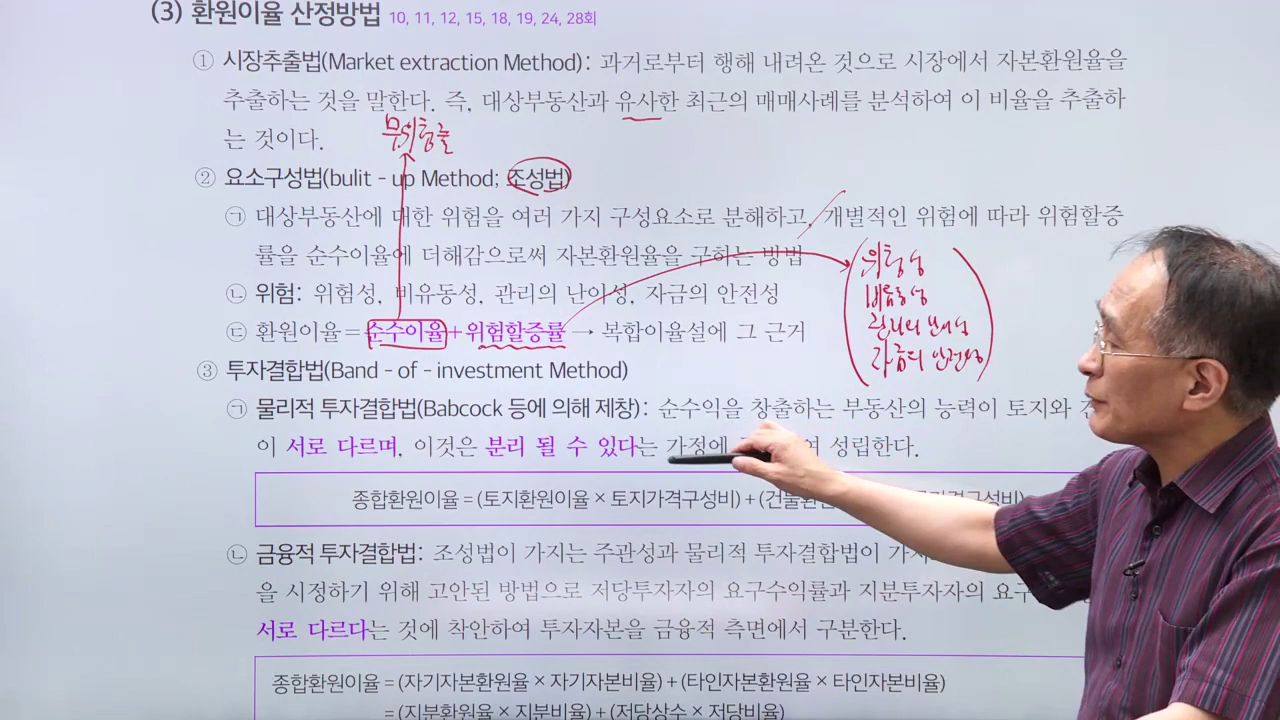 (3) 환원이율 산정방법 10, 11, 12, 15, 18, 19, 24, 28회
① 시장추출법(Market extraction Method): 과거로부터 행해 내려온 것으로 시장에서 자본환원율을
추출하는 것을 말한다. 즉, 대상부동산과 유사한 최근의 매매사례를 분석하여 이 비율을 추출하
는 것이다.
무위험률
② 요소구성법(bulit - up Method; 조성법)
㉠ 대상부동산에 대한 위험을 여러 가지 구성요소로 분해하고, 개별적인 위험에 따라 위험할증
률을 순수이율에 더해감으로써 자본환원율을 구하는 방법
위험성
㉡ 위험: 위험성, 비유동성, 관리의 난이성, 자금의 안전성
비유동성
㉢ 환원이율 = 순수이율 + 위험할증률 → 복합이율설에 그 근거
관리의 난이성
자금의 안전성
③ 투자결합법(Band - of - investment Method)
㉠ 물리적 투자결합법(Babcock 등에 의해 제창): 순수익을 창출하는 부동산의 능력이 토지와
이 서로 다르며, 이것은 분리 될 수 있다는 가정에 성립한다.
종합환원이율 = (토지환원이율 × 토지가격구성비) + (건물
㉡ 금융적 투자결합법: 조성법이 가지는 주관성과 물리적 투자결합법이
을 시정하기 위해 고안된 방법으로 저당투자자의 요구수익률과 지분투자자의
서로 다르다는 것에 착안하여 투자자본을 금융적 측면에서 구분한다.
종합환원이율 = (자기자본환원율 × 자기자본비율) + (타인자본환원율 × 타인자본비율)
= (지분환원율 × 지분비율) + (저당상수 × 저당비율)